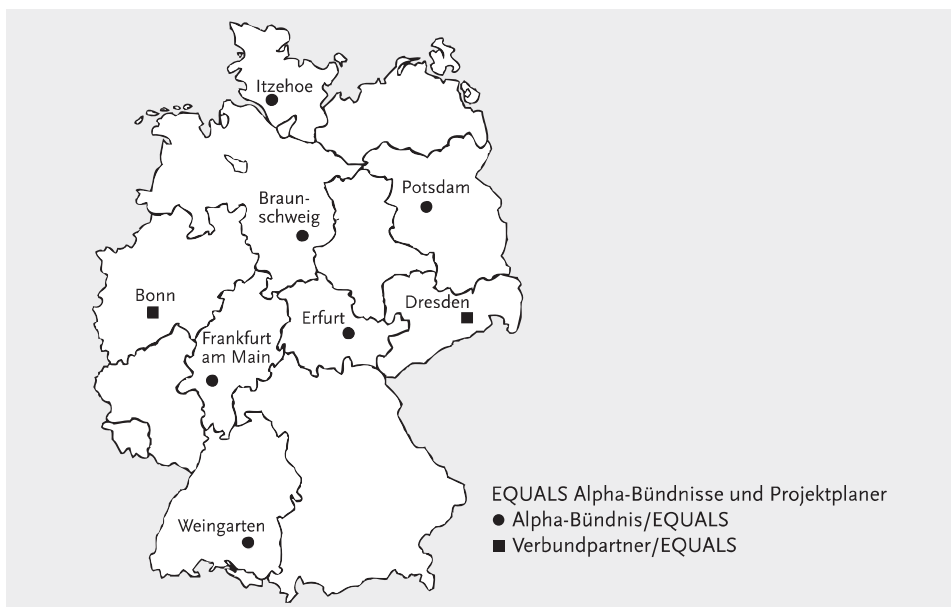 Itzehoe
Braun-
schweig
Potsdam
Bonn
Erfurt
Dresden
Frankfurt
am Main
Weingarten
EQUALS Alpha-Bündnisse und Projektplaner
Alpha-Bündnis/EQUALS
Verbundpartner/EQUALS